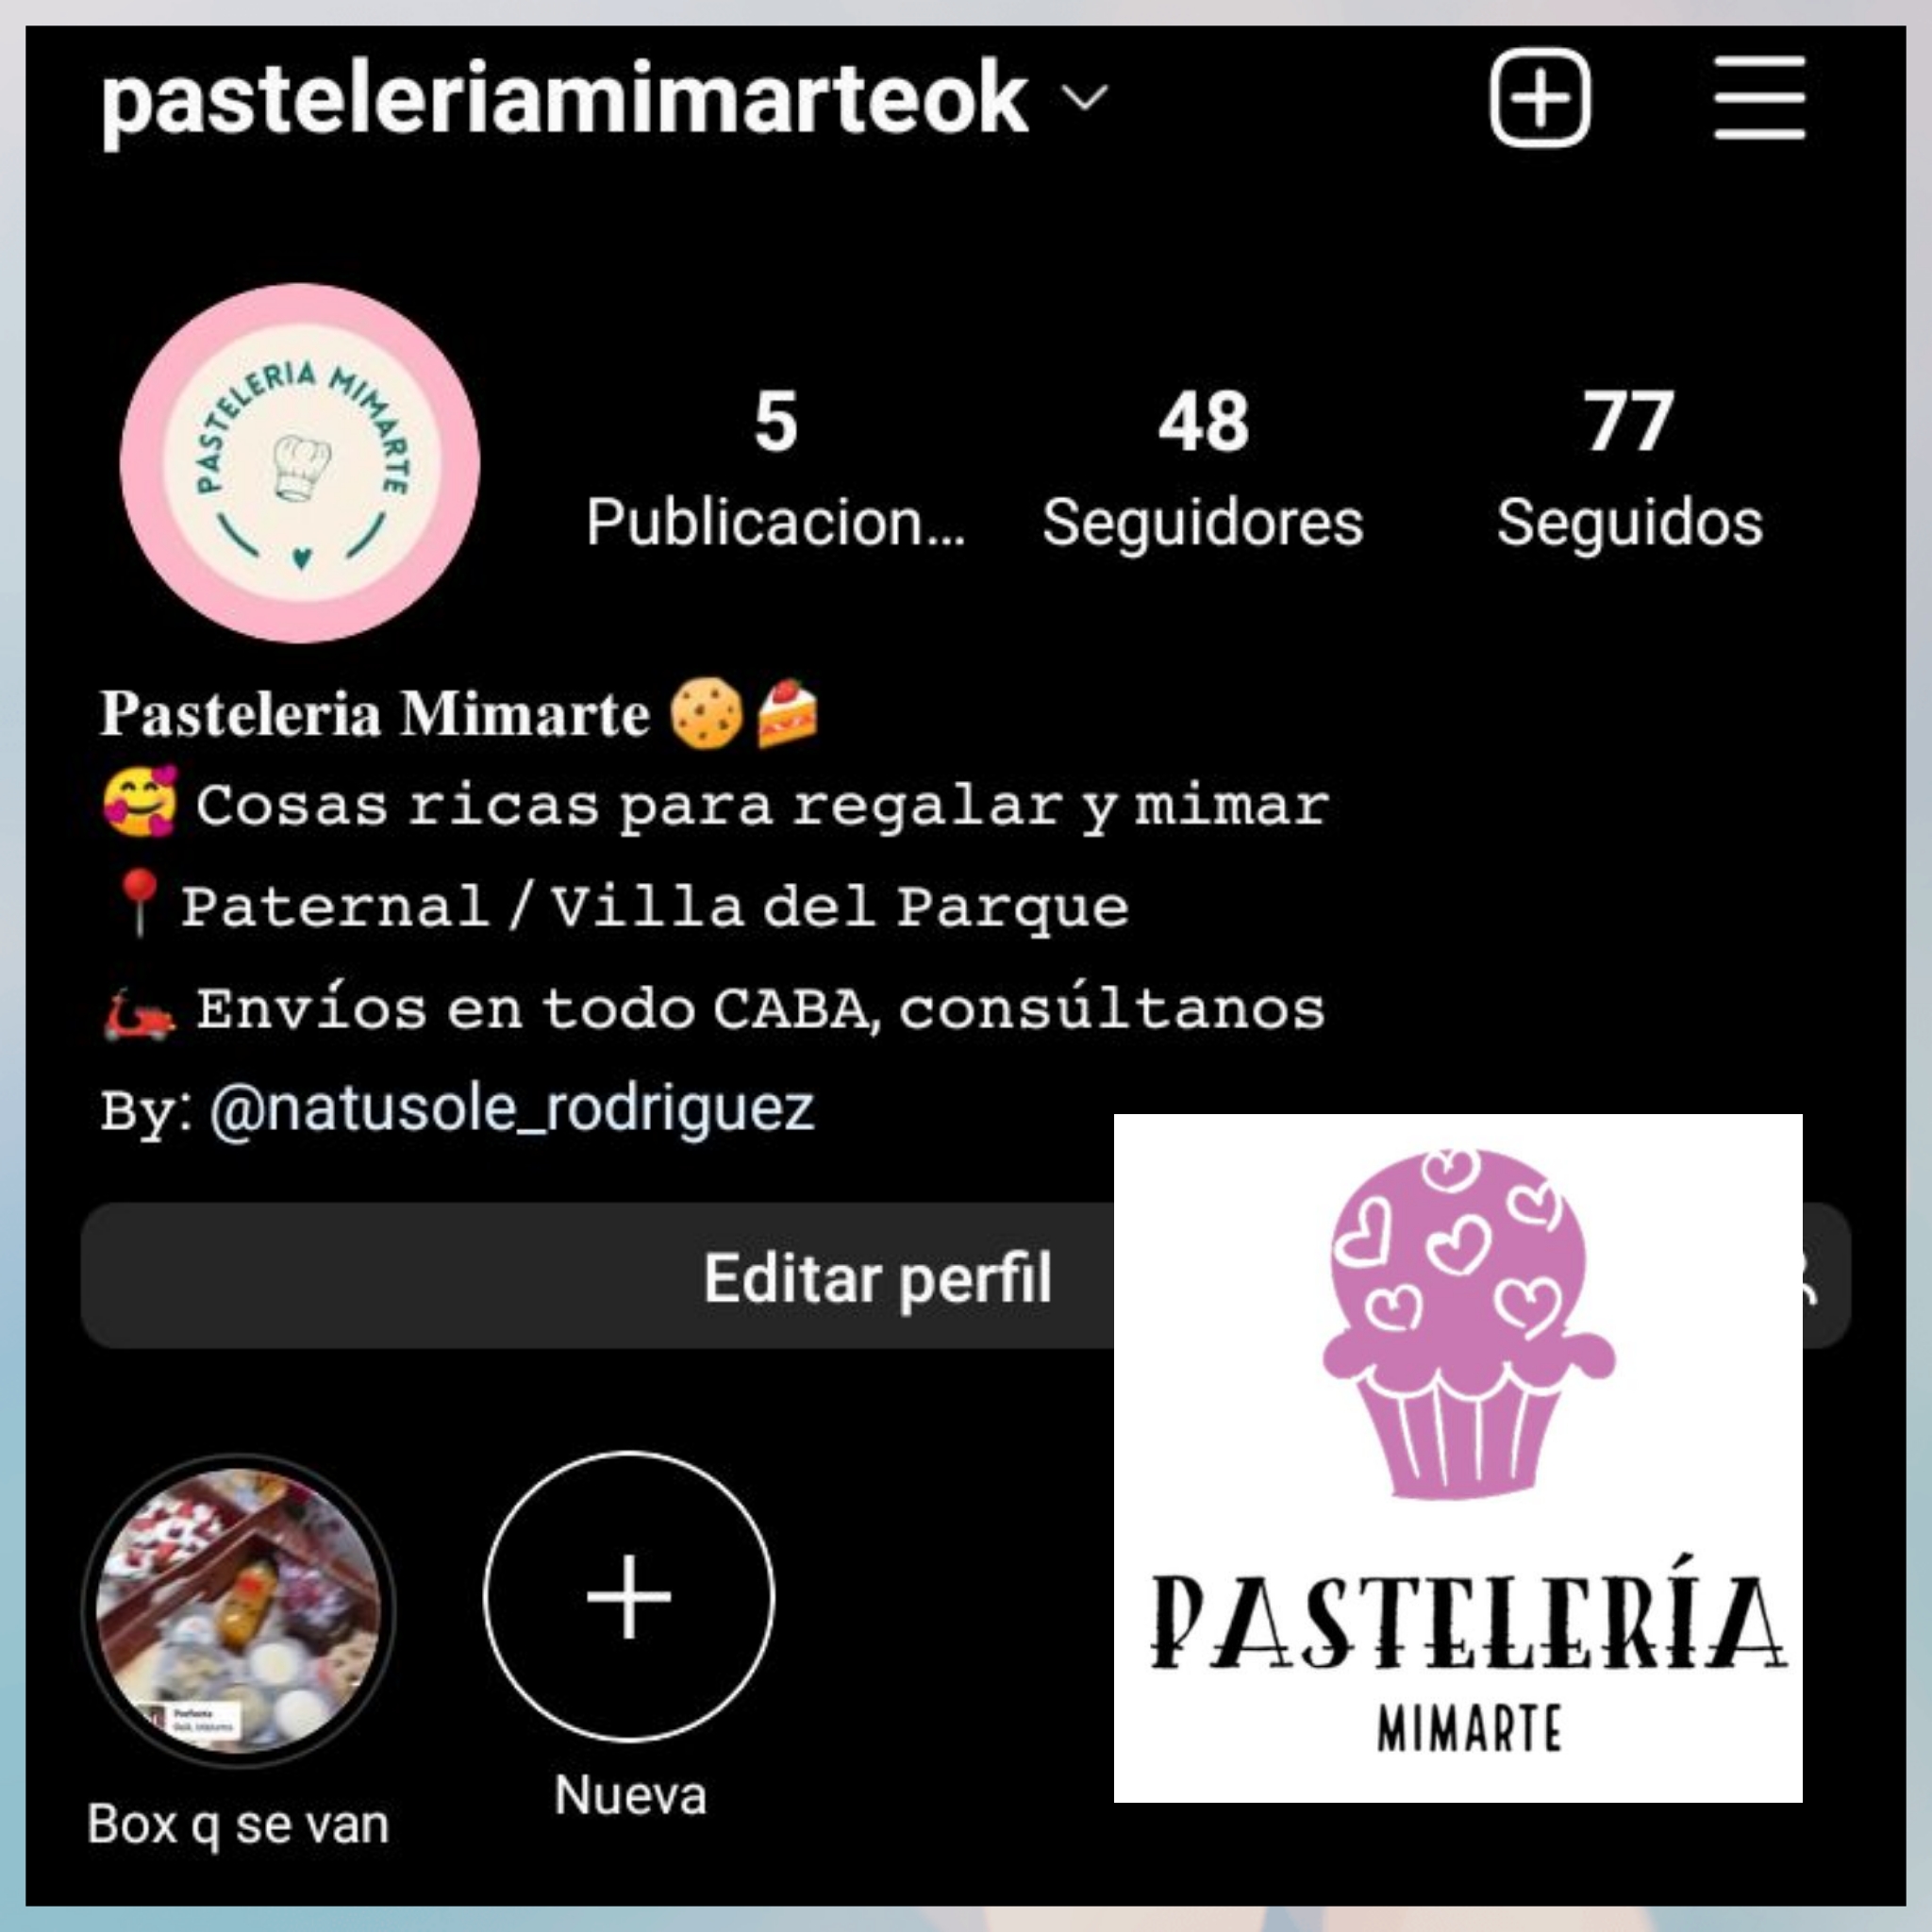 pasteleriamimarteok
PASTELERIA MIMARTE
5
Publicacion...
48
Seguidores
77
Seguidos
Pasteleria Mimarte 🍪🍰
🥰 Cosas ricas para regalar y mimar
📍 Paternal / Villa del Parque
🛵 Envíos en todo CABA, consúltanos
By: @natusole_rodriguez
Editar perfil
Box q se van
Nueva
PASTELERÍA
MIMARTE